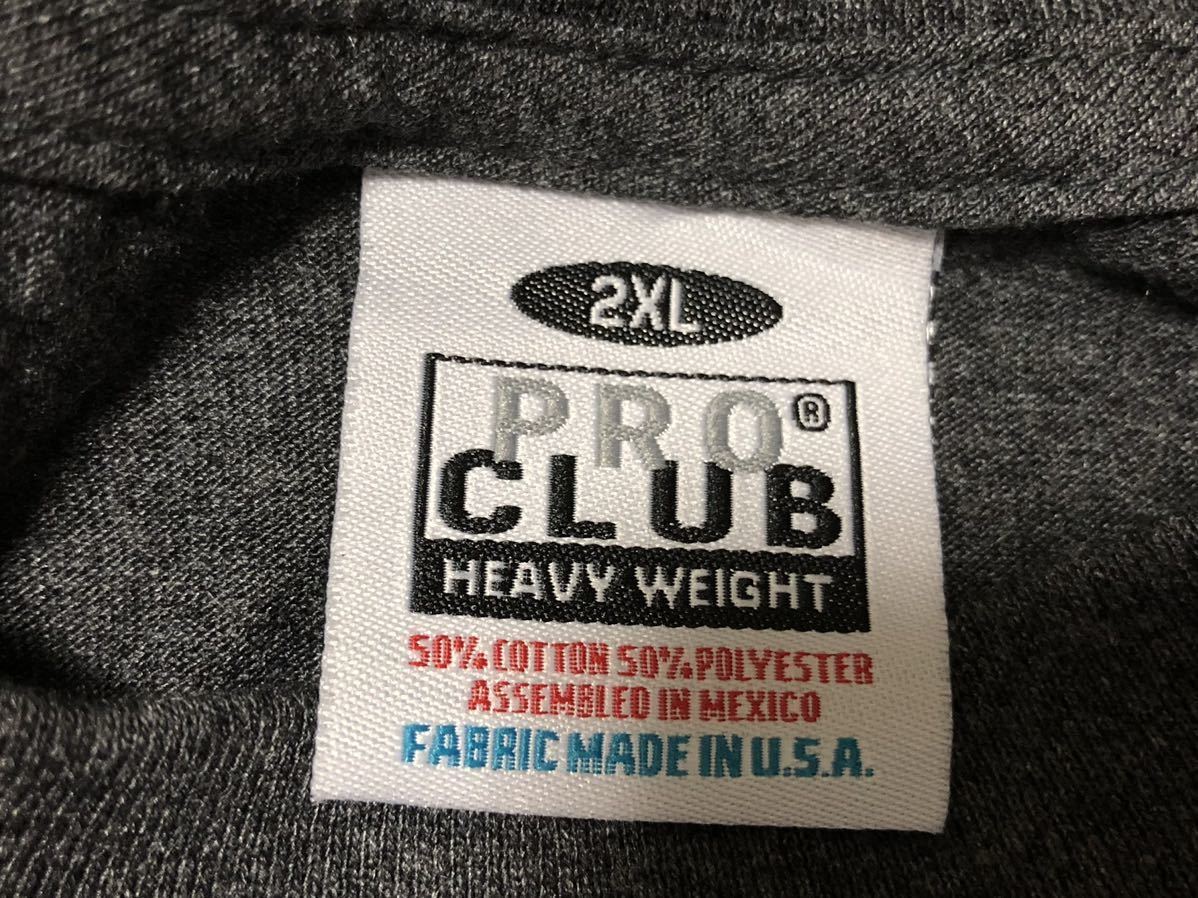 2XL
PRO®
CLUB
HEAVY WEIGHT
50% COTTON 50% POLYESTER
ASSEMBLED IN MEXICO
FABRIC MADE IN U.S.A.